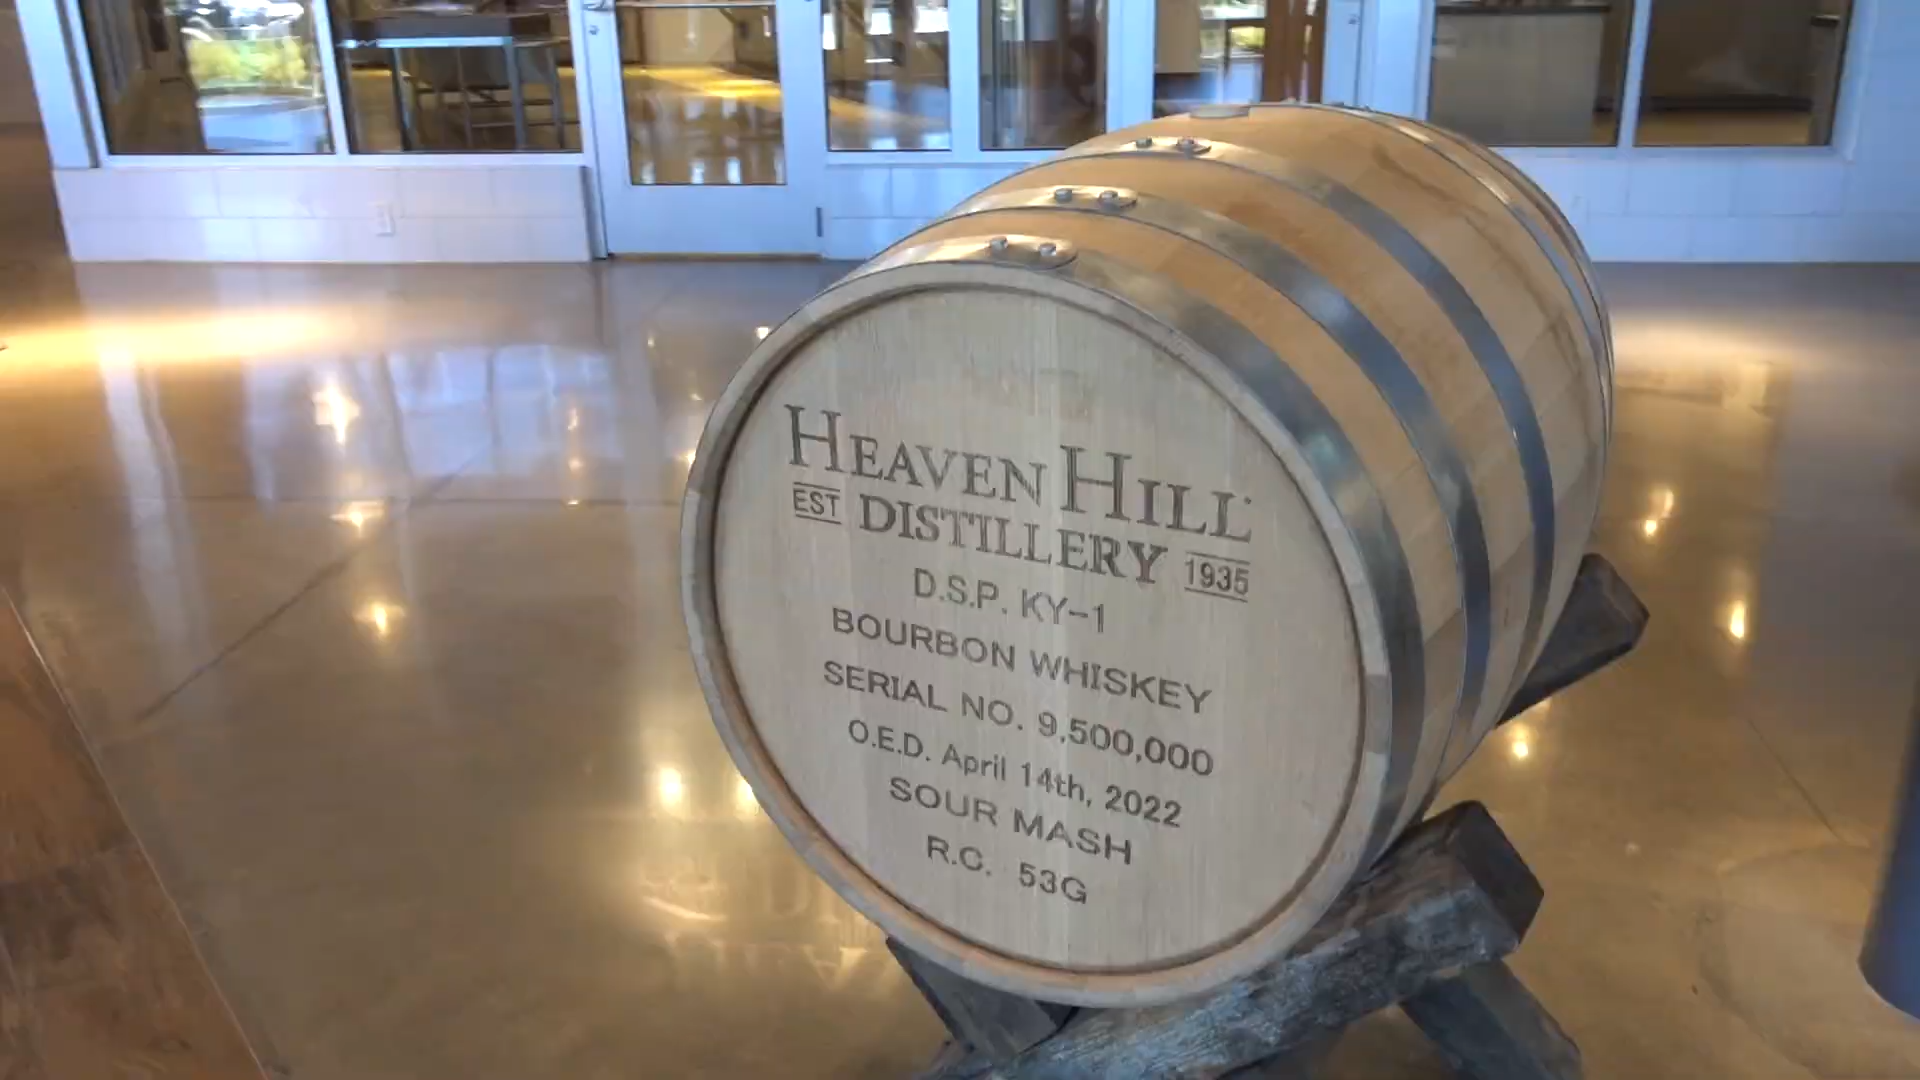 HEAVEN HILL
EST DISTILLERY 1935
D.S.P. KY-1
BOURBON WHISKEY
SERIAL NO. 9,500,000
O.E.D. April 14th, 2022
SOUR MASH
R.C. 53G